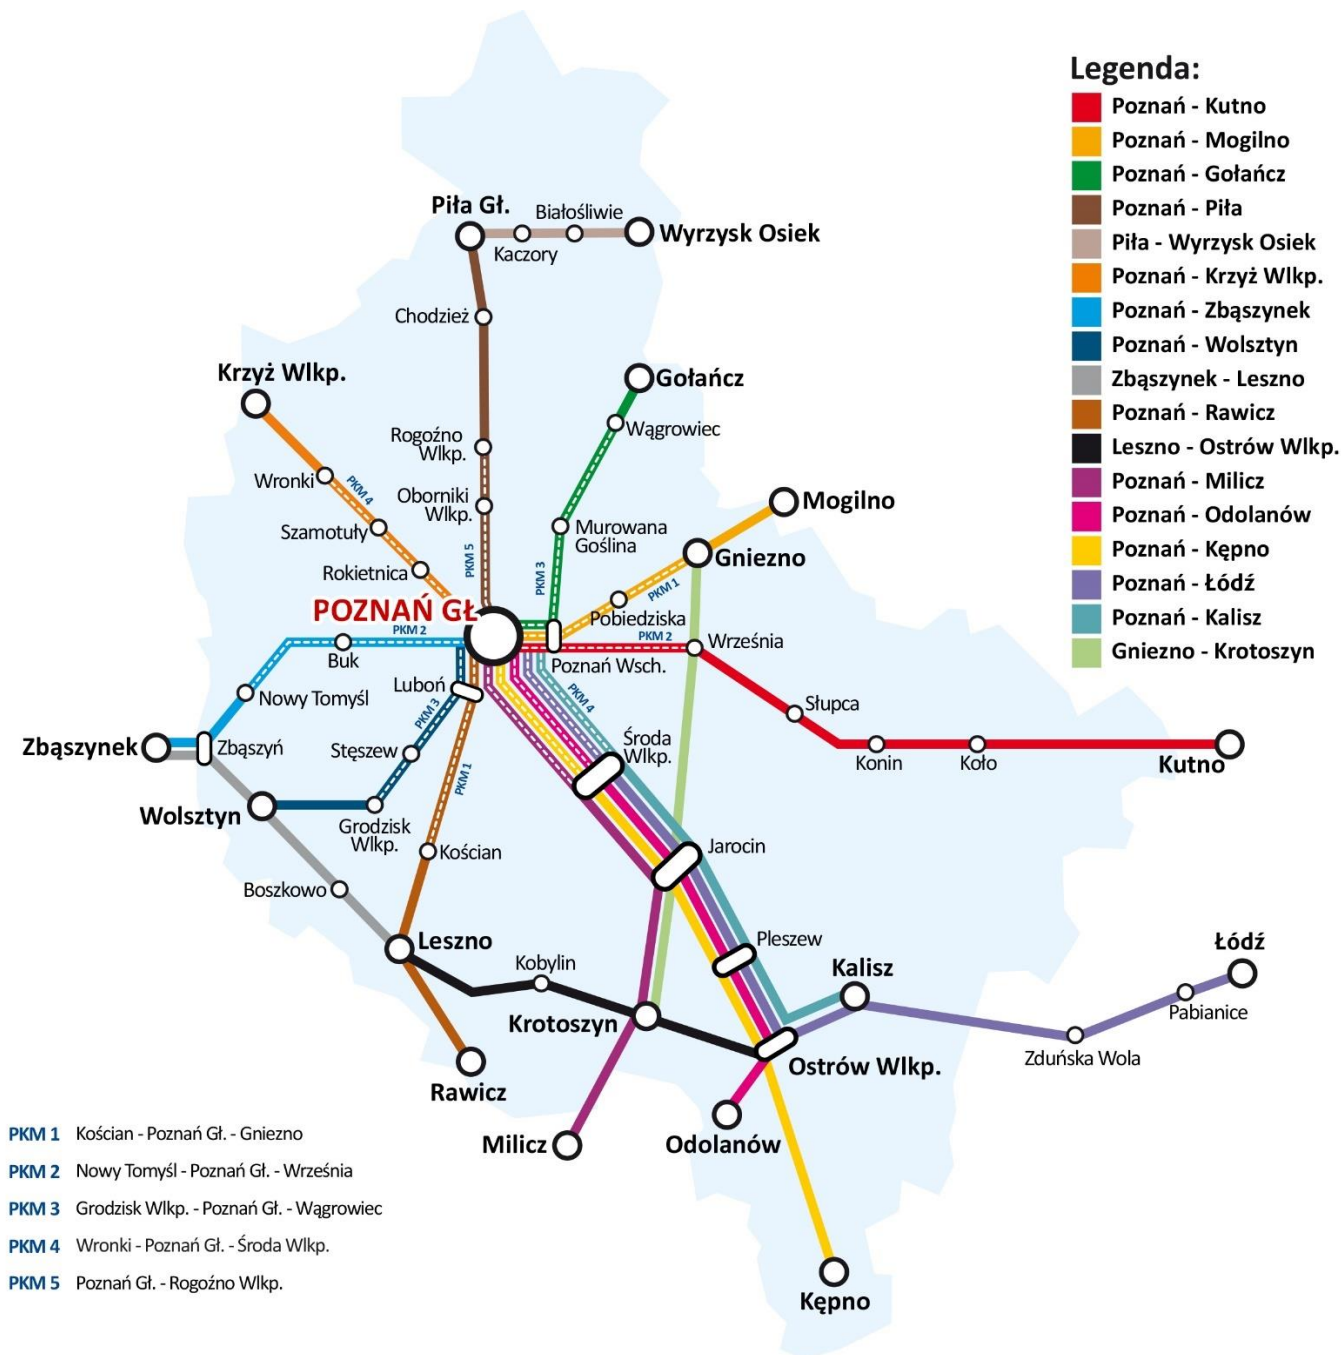 Legenda:
Poznań - Kutno
Poznań - Mogilno
Poznań - Gołańcz
Poznań - Piła
Piła - Wyrzysk Osiek
Poznań - Krzyż Wlkp.
Poznań - Zbąszynek
Poznań - Wolsztyn
Zbąszynek - Leszno
Poznań - Rawicz
Leszno - Ostrów Wlkp.
Poznań - Milicz
Poznań - Odolanów
Poznań - Kępno
Poznań - Łódź
Poznań - Kalisz
Gniezno - Krotoszyn
Piła Gł.
Białośliwie
Wyrzysk Osiek
Kaczory
Chodzież
Krzyż Wlkp.
Gołańcz
Wągrowiec
Rogoźno
Wlkp.
Wronki
PKM 4
Oborniki
Wlkp.
Mogilno
Szamotuły
Murowana
Goślina
Gniezno
Rokietnica
PKM 5
PKM 3
PKM 1
POZNAŃ GŁ
Pobiedziska
PKM 2
PKM 2
Września
Buk
Poznań Wsch.
Luboń
PKM 4
Nowy Tomyśl
PKM 3
Słupca
Zbąszynek
Zbąszyń
Stęszew
Środa
Wlkp.
PKM 1
Konin
Koło
Kutno
Wolsztyn
Grodzisk
Wlkp.
Kościan
Jarocin
Boszkowo
Leszno
Pleszew
Łódź
Kobylin
Kalisz
Pabianice
Krotoszyn
Zduńska Wola
Ostrów Wlkp.
Rawicz
Milicz
Odolanów
Kępno
PKM 1 Kościan - Poznań Gł. - Gniezno
PKM 2 Nowy Tomyśl - Poznań Gł. - Września
PKM 3 Grodzisk Wlkp. - Poznań Gł. - Wągrowiec
PKM 4 Wronki - Poznań Gł. - Środa Wlkp.
PKM 5 Poznań Gł. - Rogoźno Wlkp.